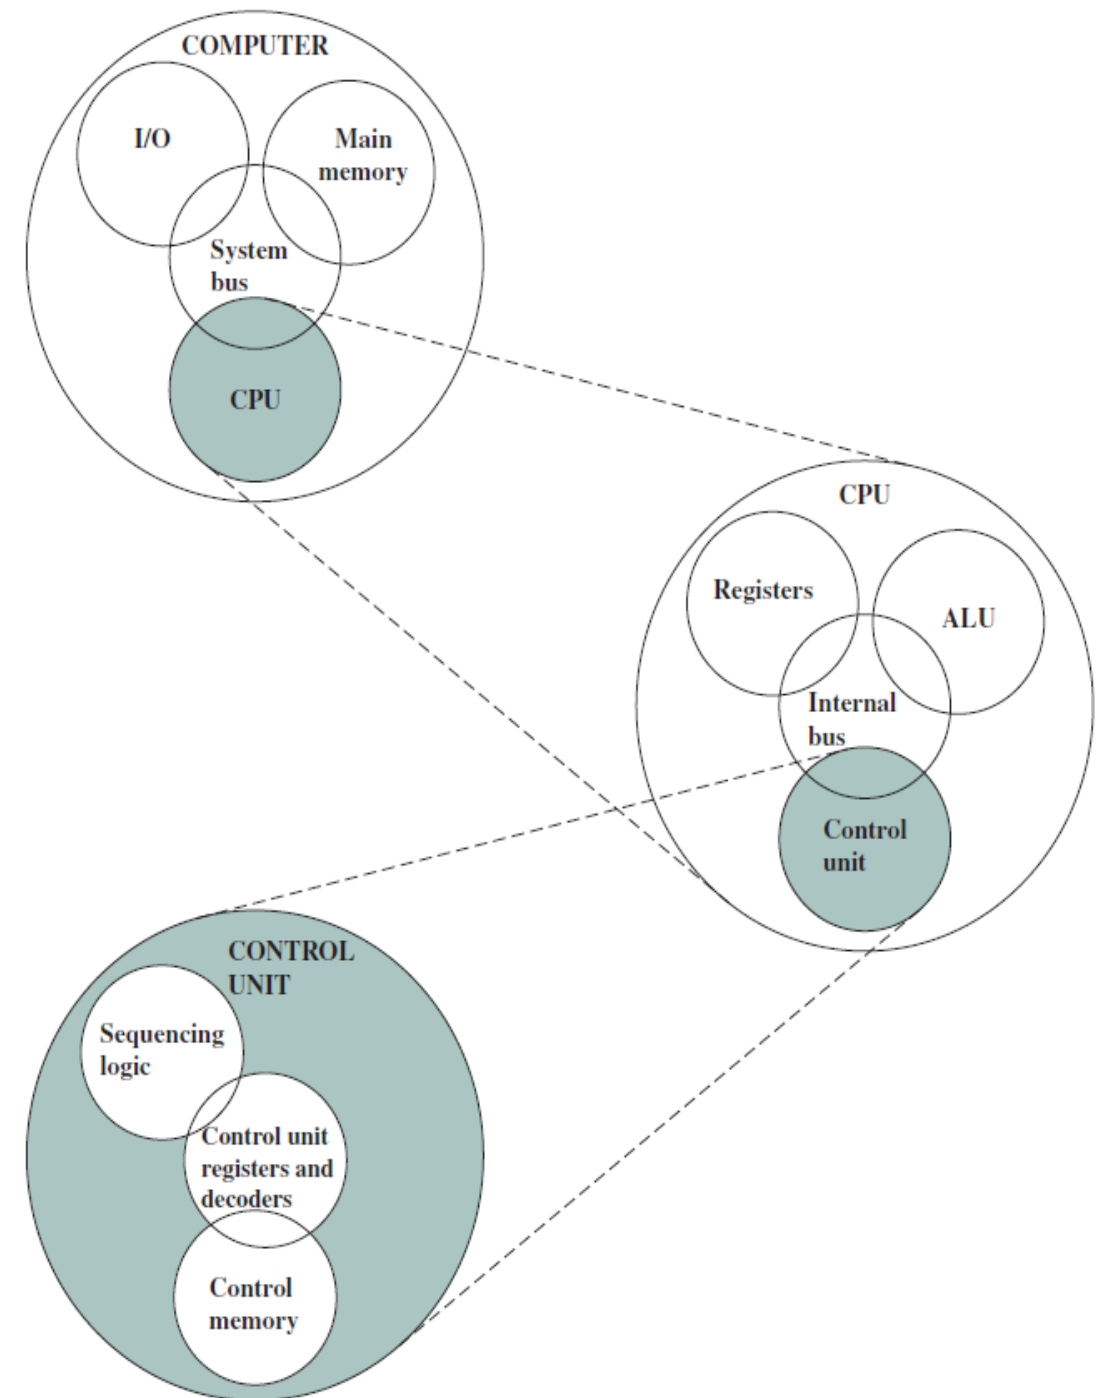 COMPUTER
I/O
Main
memory
System
bus
CPU
CPU
Registers
ALU
Internal
bus
Control
unit
CONTROL
UNIT
Sequencing
logic
Control unit
registers and
decoders
Control
memory